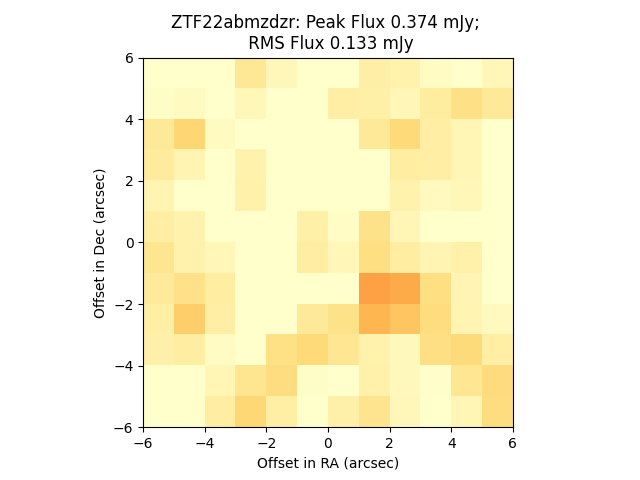 ZTF22abmzdzr: Peak Flux 0.374 mJy;
RMS Flux 0.133 mJy
6
4
2
0
−2
−4
−6
Offset in Dec (arcsec)
−6 −4 −2 0 2 4 6
Offset in RA (arcsec)